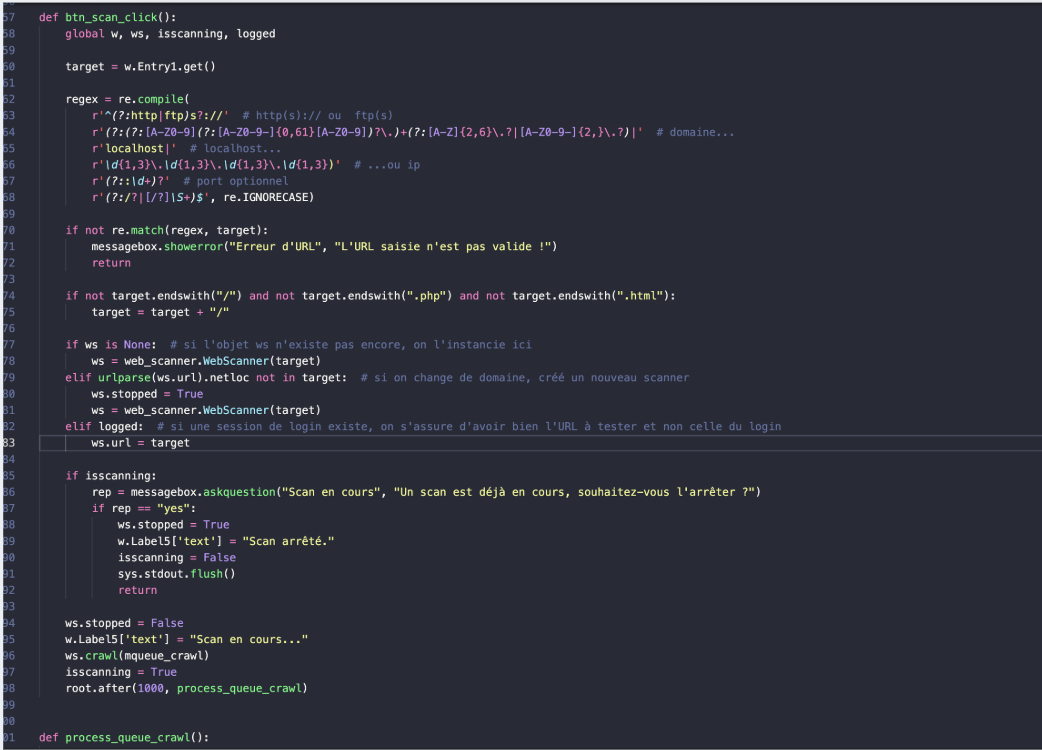 57 def btn_scan_click():
58 global w, ws, isscanning, logged
59
60 target = w.Entry1.get()
61
62 regex = re.compile(
63 r'^(?:http|ftp)s?://'  # http(s):// ou  ftp(s)
64 r'(?:(?:[A-Z0-9](?:[A-Z0-9-]{0,61}[A-Z0-9])?\.)+(?:[A-Z]{2,6}\.?|[A-Z0-9-]{2,}\.?)|'  # domaine...
65 r'localhost|'  # localhost...
66 r'\d{1,3}\.\d{1,3}\.\d{1,3}\.\d{1,3})'  # ...ou ip
67 r'(?::\d+)?'  # port optionnel
68 r'(?:/?|[/?]\S+)$', re.IGNORECASE)
69
70 if not re.match(regex, target):
71 messagebox.showerror("Erreur d'URL", "L'URL saisie n'est pas valide !")
72 return
73
74 if not target.endswith("/") and not target.endswith(".php") and not target.endswith(".html"):
75 target = target + "/"
76
77 if ws is None:  # si l'objet ws n'existe pas encore, on l'instancie ici
78 ws = web_scanner.WebScanner(target)
79 elif urlparse(ws.url).netloc not in target:  # si on change de domaine, créé un nouveau scanner
80 ws.stopped = True
81 ws = web_scanner.WebScanner(target)
82 elif logged:  # si une session de login existe, on s'assure d'avoir bien l'URL à tester et non celle du login
83 ws.url = target
84
85 if isscanning:
86 rep = messagebox.askquestion("Scan en cours", "Un scan est déjà en cours, souhaitez-vous l'arrêter ?")
87 if rep == "yes":
88 ws.stopped = True
89 w.Label5['text'] = "Scan arrêté."
90 isscanning = False
91 sys.stdout.flush()
92 return
93
94 ws.stopped = False
95 w.Label5['text'] = "Scan en cours..."
96 ws.crawl(mqueue_crawl)
97 isscanning = True
98 root.after(1000, process_queue_crawl)
99
00
01 def process_queue_crawl():